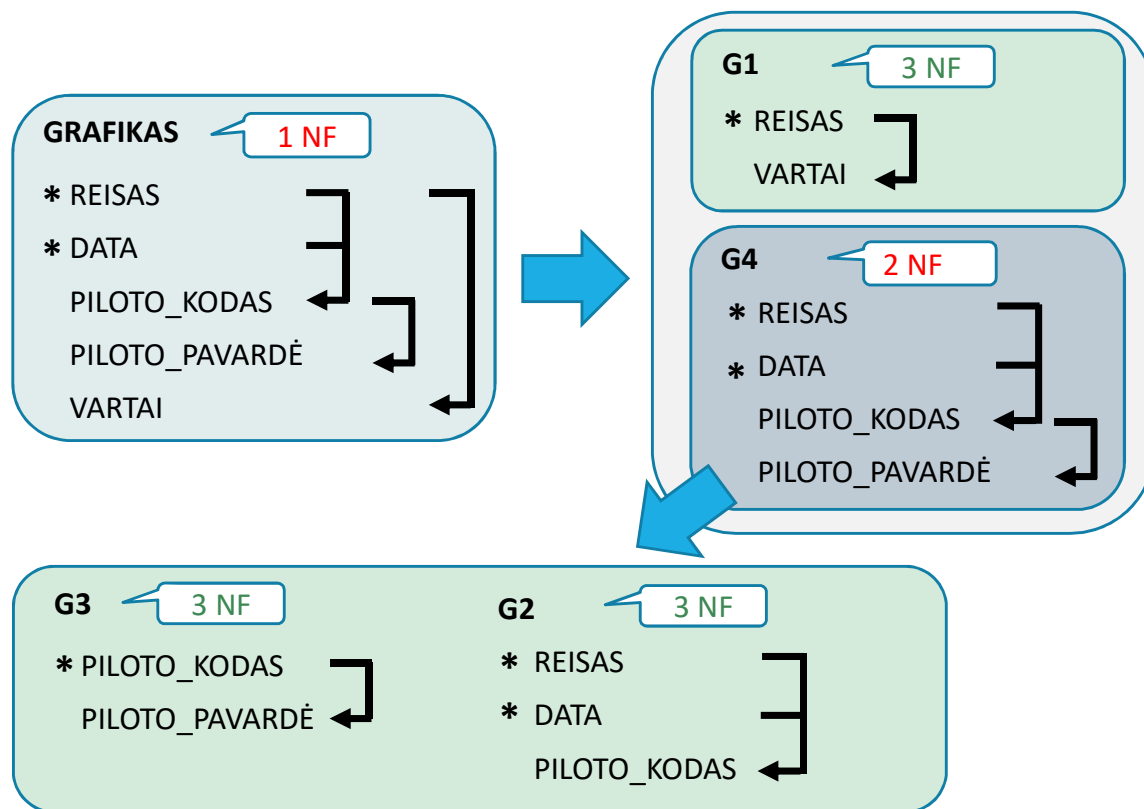 GRAFIKAS
1 NF
* REISAS
* DATA
PILOTO_KODAS
PILOTO_PAVARDĖ
VARTAI
G1
3 NF
* REISAS
VARTAI
G4
2 NF
* REISAS
* DATA
PILOTO_KODAS
PILOTO_PAVARDĖ
G3
3 NF
* PILOTO_KODAS
PILOTO_PAVARDĖ
G2
3 NF
* REISAS
* DATA
PILOTO_KODAS